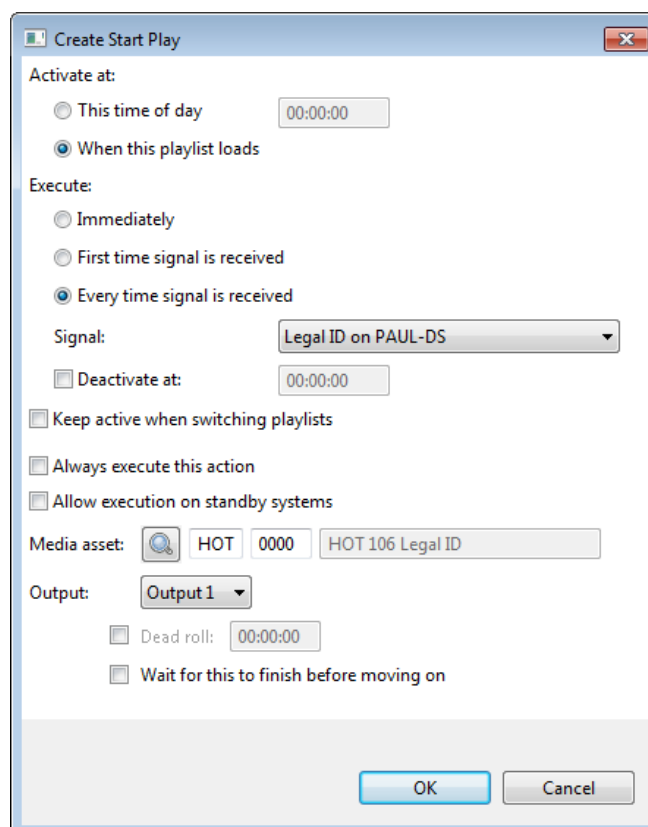 Create Start Play
Activate at:
This time of day 00:00:00
When this playlist loads
Execute:
Immediately
First time signal is received
Every time signal is received
Signal: Legal ID on PAUL-DS
Deactivate at: 00:00:00
Keep active when switching playlists
Always execute this action
Allow execution on standby systems
Media asset: HOT 0000 HOT 106 Legal ID
Output: Output 1
Dead roll: 00:00:00
Wait for this to finish before moving on
OK Cancel